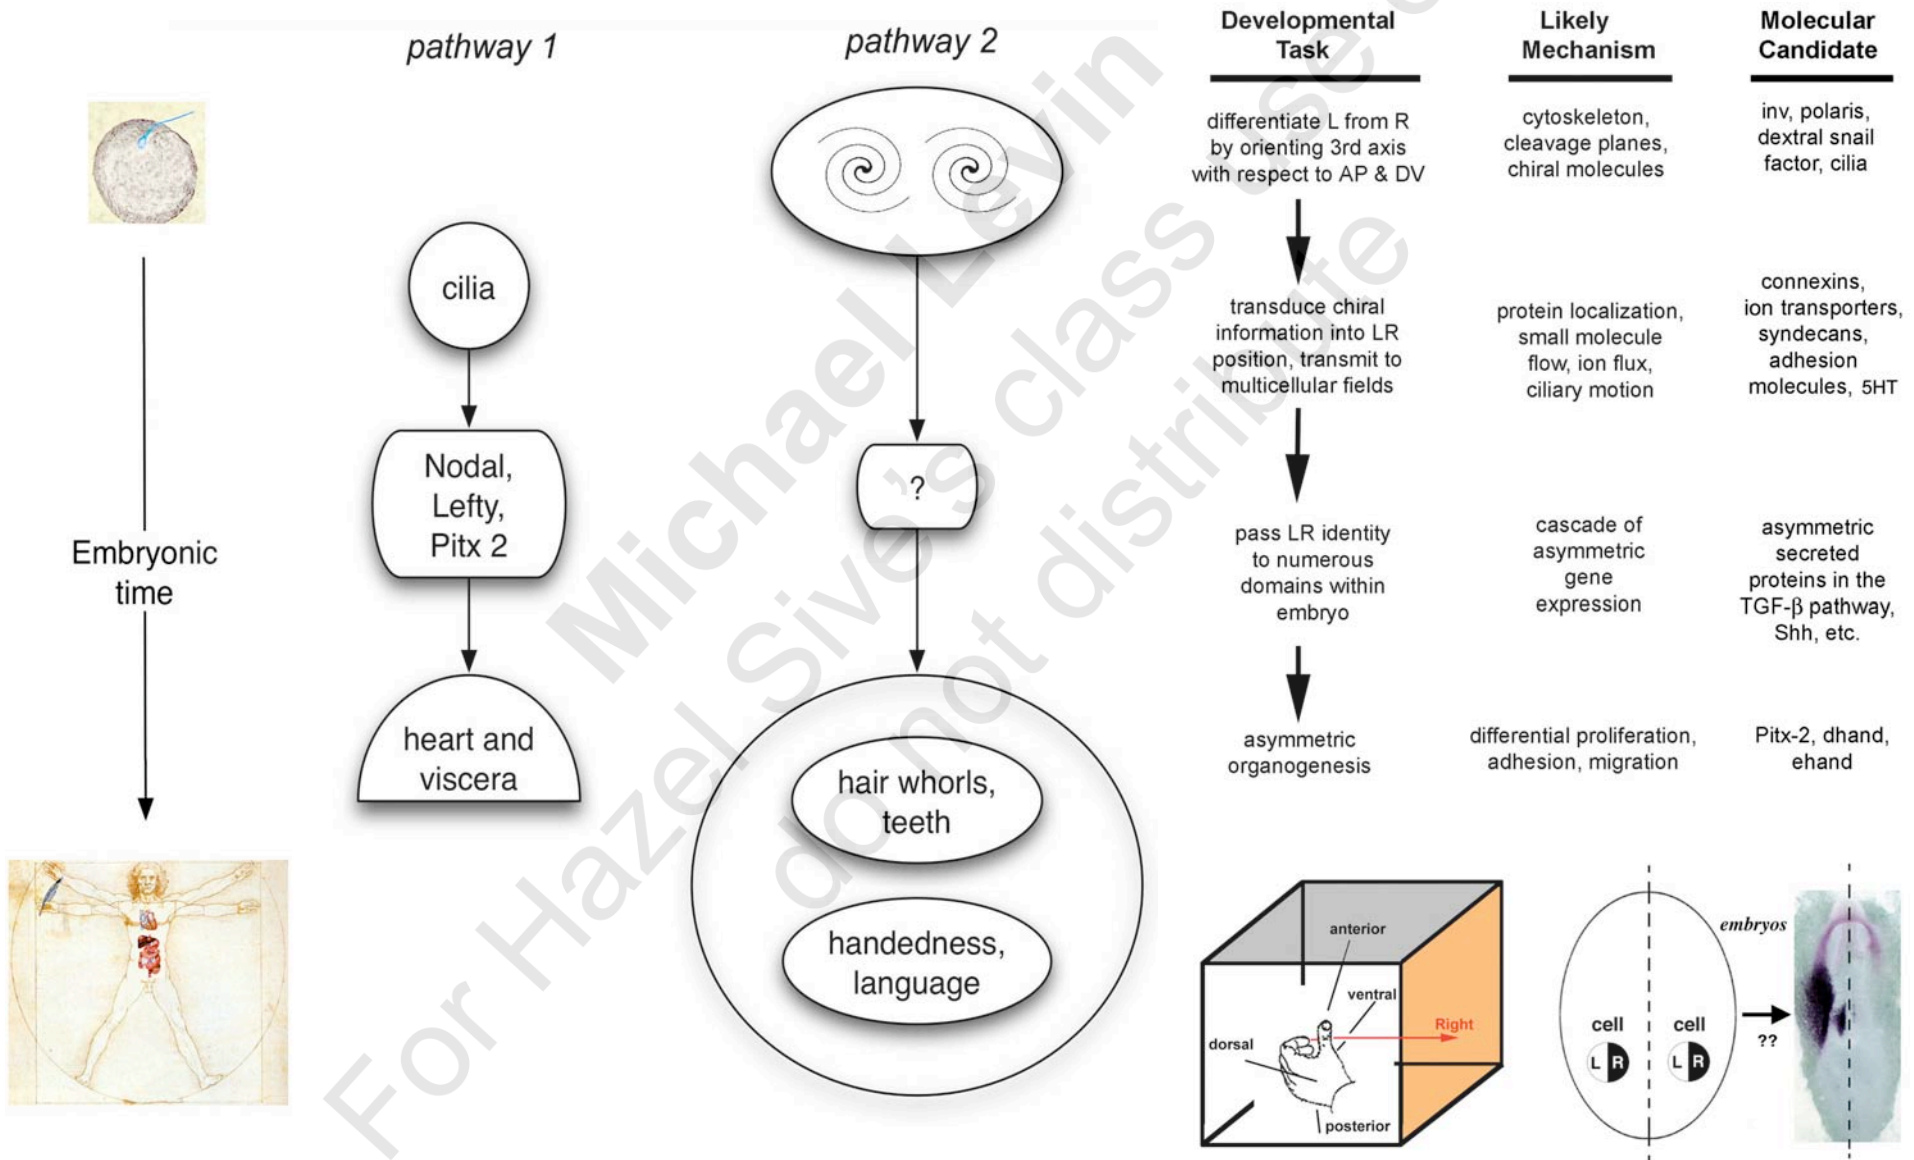 pathway 1
pathway 2
Embryonic
time
cilia
Nodal,
Lefty,
Pitx 2
heart and
viscera
?
hair whorls,
teeth
handedness,
language
Developmental
Task
Likely
Mechanism
Molecular
Candidate
differentiate L from R
by orienting 3rd axis
with respect to AP & DV
cytoskeleton,
cleavage planes,
chiral molecules
inv, polaris,
dextral snail
factor, cilia
transduce chiral
information into LR
position, transmit to
multicellular fields
protein localization,
small molecule
flow, ion flux,
ciliary motion
connexins,
ion transporters,
syndecans,
adhesion
molecules, 5HT
pass LR identity
to numerous
domains within
embryo
cascade of
asymmetric
gene
expression
asymmetric
secreted
proteins in the
TGF-β pathway,
Shh, etc.
asymmetric
organogenesis
differential proliferation,
adhesion, migration
Pitx-2, dhand,
ehand
anterior
ventral
Right
dorsal
posterior
embryos
cell
L R
cell
L R
??
Michael Levin
For Hazel Sive's class use o
do not distribute